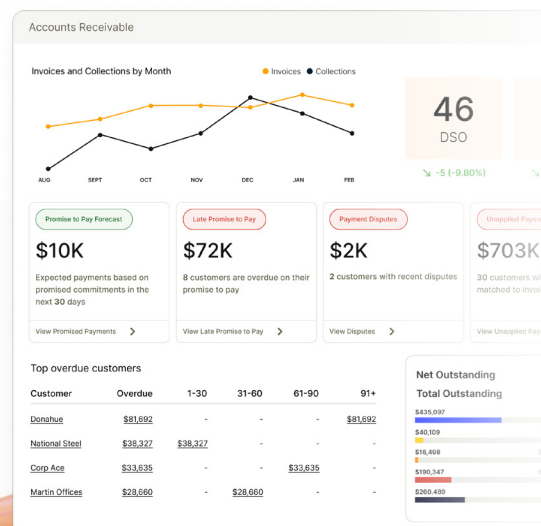 Accounts Receivable
Invoices and Collections by Month
Invoices Collections
46
DSO
-5 (-9.80%)
AUG SEPT OCT NOV DEC JAN FEB
Promise to Pay Forecast
$10K
Expected payments based on
promised commitments in the
next 30 days
View Promised Payments
Late Promise to Pay
$72K
8 customers are overdue on their
promise to pay
View Late Promise to Pay
Payment Disputes
$2K
2 customers with recent disputes
View Disputes
Unapplied Paym
$703K
30 customers wi
matched to invoi
View Unapplied Pay
Top overdue customers
Customer Overdue 1-30 31-60 61-90 91+
Donahue $81,692 - - - $81,692
National Steel $38,327 $38,327 - - -
Corp Ace $33,635 - - $33,635 -
Martin Offices $28,660 - $28,660 - -
Net Outstanding
Total Outstanding
$435,097
$40,109
$16,498
$190,347
$260,489